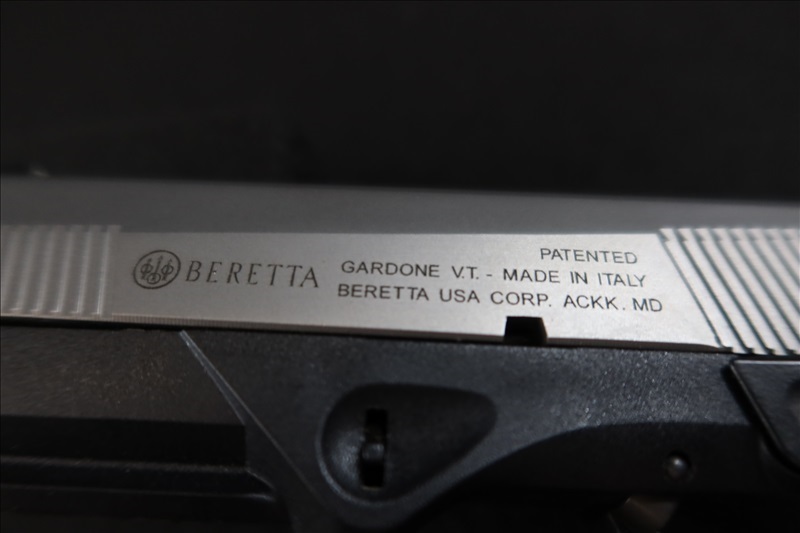 BERETTA
PATENTED
GARDONE V.T. - MADE IN ITALY
BERETTA USA CORP. ACKK. MD